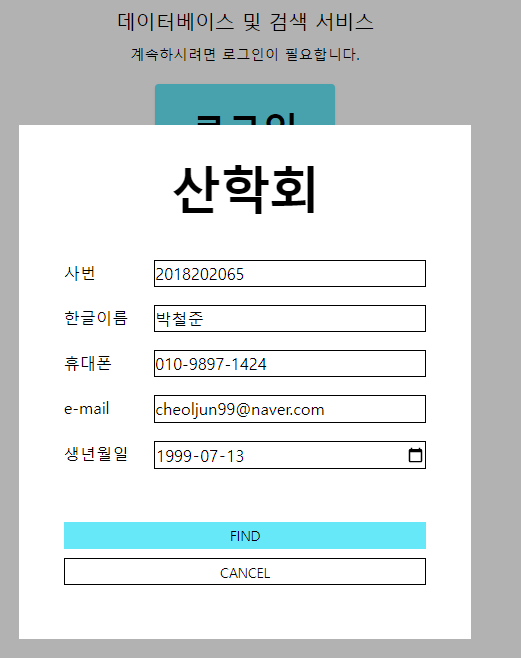 데이터베이스 및 검색 서비스
계속하시려면 로그인이 필요합니다.
로그인
산학회
사번 2018202065
한글이름 박철준
휴대폰 010-9897-1424
e-mail cheoljun99@naver.com
생년월일 1999-07-13
FIND
CANCEL